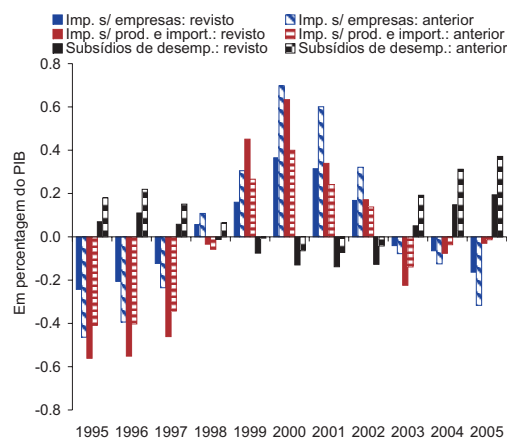 Imp. s/ empresas: revisto Imp. s/ empresas: anterior
Imp. s/ prod. e import.: revisto Imp. s/ prod. e import.: anterior
Subsídios de desemp.: revisto Subsídios de desemp.: anterior
0.8
0.6
0.4
0.2
0.0
-0.2
-0.4
-0.6
-0.8
Em percentagem do PIB
1995 1996 1997 1998 1999 2000 2001 2002 2003 2004 2005